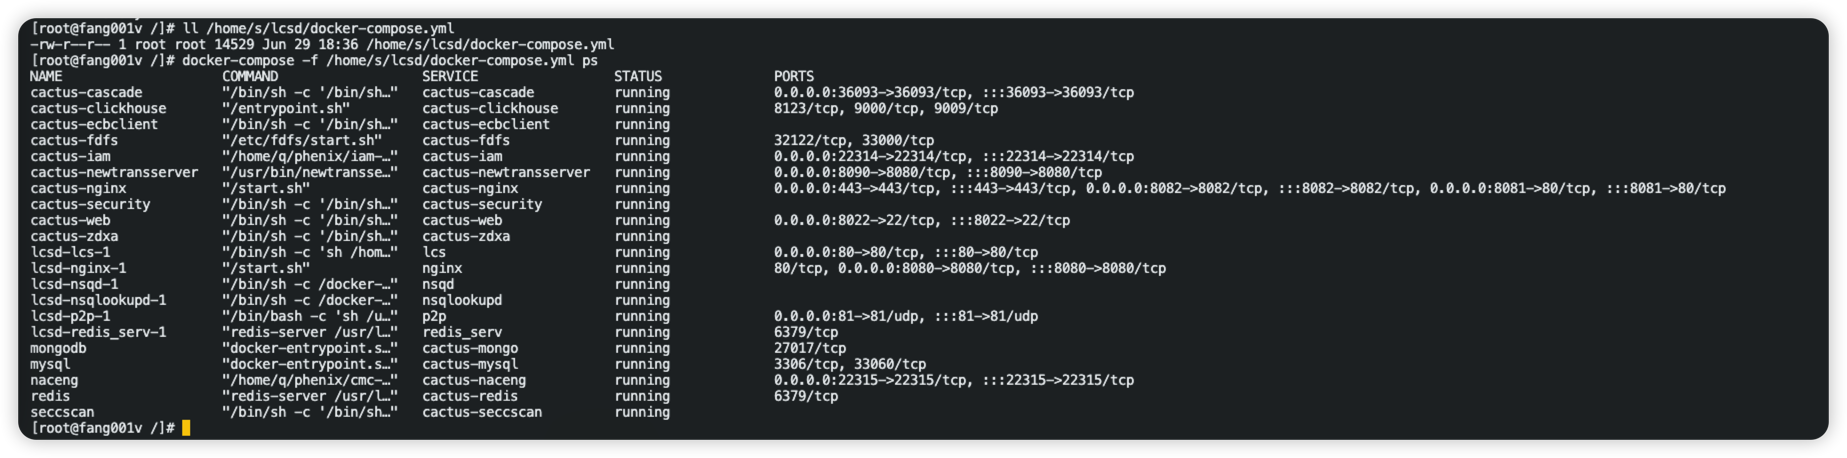 [root@fang001v /]# ll /home/s/lcsd/docker-compose.yml
-rw-r--r-- 1 root root 14529 Jun 29 18:36 /home/s/lcsd/docker-compose.yml
[root@fang001v /]# docker-compose -f /home/s/lcsd/docker-compose.yml ps
NAME COMMAND SERVICE STATUS PORTS
cactus-cascade "/bin/sh -c '/bin/sh…" cactus-cascade running 0.0.0.0:36093->36093/tcp, :::36093->36093/tcp
cactus-clickhouse "/entrypoint.sh" cactus-clickhouse running 8123/tcp, 9000/tcp, 9009/tcp
cactus-ecbclient "/bin/sh -c '/bin/sh…" cactus-ecbclient running
cactus-fdfs "/etc/fdfs/start.sh" cactus-fdfs running 32122/tcp, 33000/tcp
cactus-iam "/home/q/phenix/iam-…" cactus-iam running 0.0.0.0:22314->22314/tcp, :::22314->22314/tcp
cactus-newtransserver "/usr/bin/newtransse…" cactus-newtransserver running 0.0.0.0:8090->8080/tcp, :::8090->8080/tcp
cactus-nginx "/start.sh" cactus-nginx running 0.0.0.0:443->443/tcp, :::443->443/tcp, 0.0.0.0:8082->8082/tcp, :::8082->8082/tcp, 0.0.0.0:8081->80/tcp, :::8081->80/tcp
cactus-security "/bin/sh -c '/bin/sh…" cactus-security running
cactus-web "/bin/sh -c '/bin/sh…" cactus-web running 0.0.0.0:8022->22/tcp, :::8022->22/tcp
cactus-zdxa "/bin/sh -c '/bin/sh…" cactus-zdxa running
lcsd-lcs-1 "/bin/sh -c 'sh /hom…" lcs running 0.0.0.0:80->80/tcp, :::80->80/tcp
lcsd-nginx-1 "/start.sh" nginx running 80/tcp, 0.0.0.0:8080->8080/tcp, :::8080->8080/tcp
lcsd-nsqd-1 "/bin/sh -c /docker-…" nsqd running
lcsd-nsqlookupd-1 "/bin/sh -c /docker-…" nsqlookupd running
lcsd-p2p-1 "/bin/bash -c 'sh /u…" p2p running 0.0.0.0:81->81/udp, :::81->81/udp
lcsd-redis_serv-1 "redis-server /usr/l…" redis_serv running 6379/tcp
mongodb "docker-entrypoint.s…" cactus-mongo running 27017/tcp
mysql "docker-entrypoint.s…" cactus-mysql running 3306/tcp, 33060/tcp
naceng "/home/q/phenix/cmc-…" cactus-naceng running 0.0.0.0:22315->22315/tcp, :::22315->22315/tcp
redis "redis-server /usr/l…" cactus-redis running 6379/tcp
seccscan "/bin/sh -c '/bin/sh…" cactus-seccscan running
[root@fang001v /]#